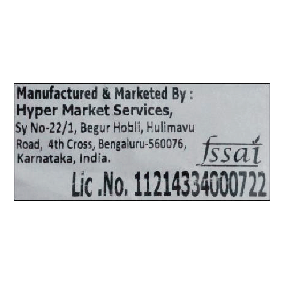 Manufactured & Marketed By :
Hyper Market Services,
Sy No-22/1, Begur Hobli, Hulimavu
Road, 4th Cross, Bengaluru-560076,
Karnataka, India.
fssai
Lic .No. 11214334000722